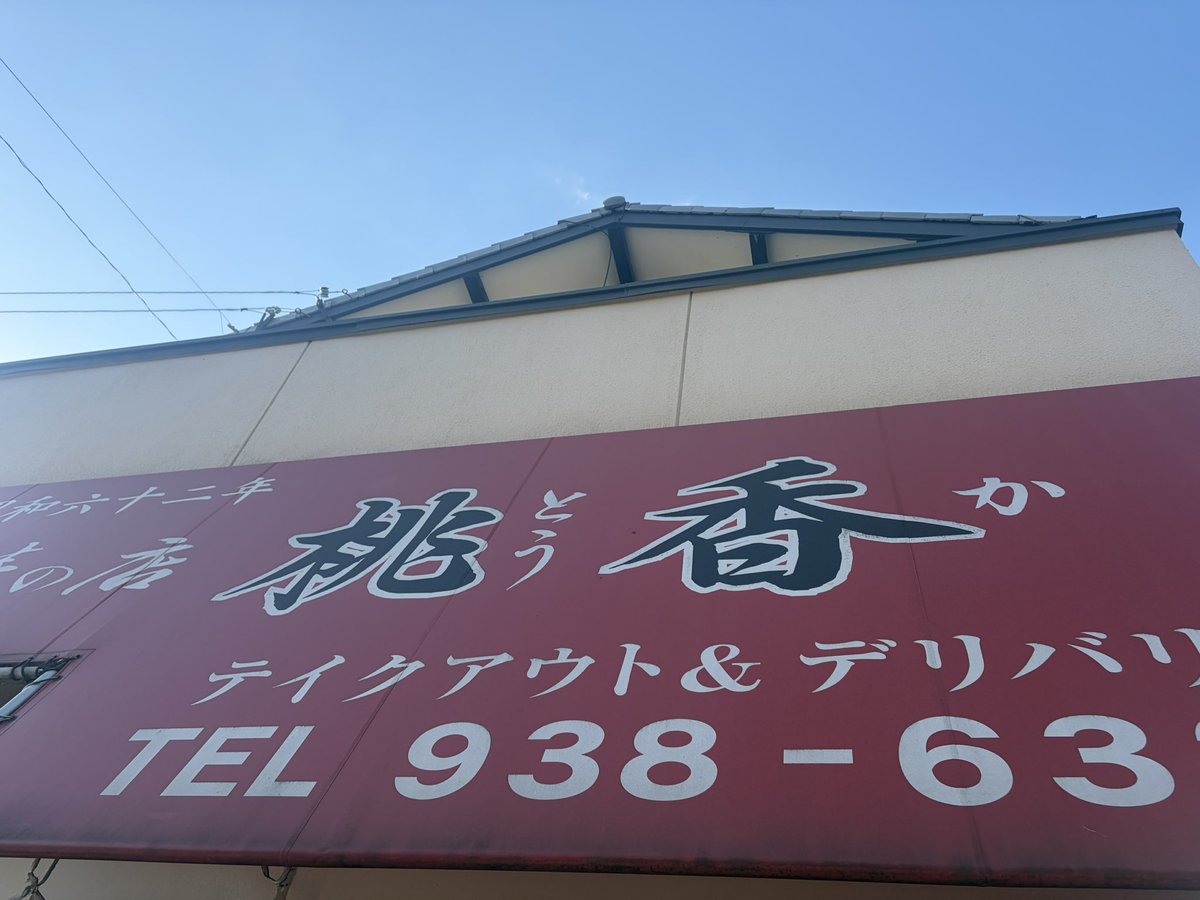 和六十二年
の店
桃 とう 香 か
テイクアウト&デリバリ
TEL 938-63